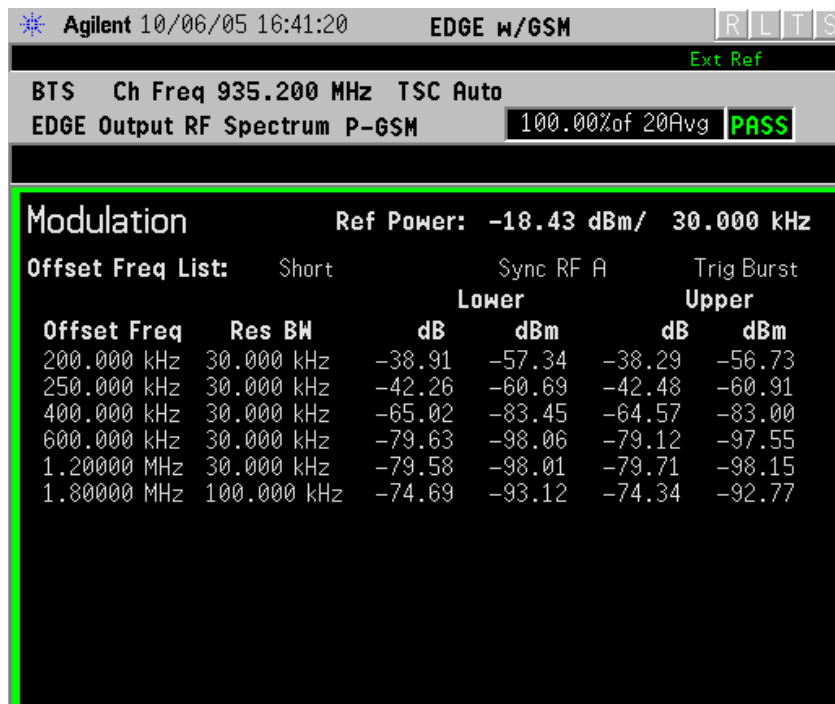 Agilent 10/06/05 16:41:20 EDGE w/GSM R L T S
Ext Ref
BTS Ch Freq 935.200 MHz TSC Auto
EDGE Output RF Spectrum P-GSM 100.00%of 20Avg PASS
Modulation Ref Power: -18.43 dBm/ 30.000 kHz
Offset Freq List: Short Sync RF A Trig Burst
Lower Upper
Offset Freq Res BW dB dBm dB dBm
200.000 kHz 30.000 kHz -38.91 -57.34 -38.29 -56.73
250.000 kHz 30.000 kHz -42.26 -60.69 -42.48 -60.91
400.000 kHz 30.000 kHz -65.02 -83.45 -64.57 -83.00
600.000 kHz 30.000 kHz -79.63 -98.06 -79.12 -97.55
1.20000 MHz 30.000 kHz -79.58 -98.01 -79.71 -98.15
1.80000 MHz 100.000 kHz -74.69 -93.12 -74.34 -92.77